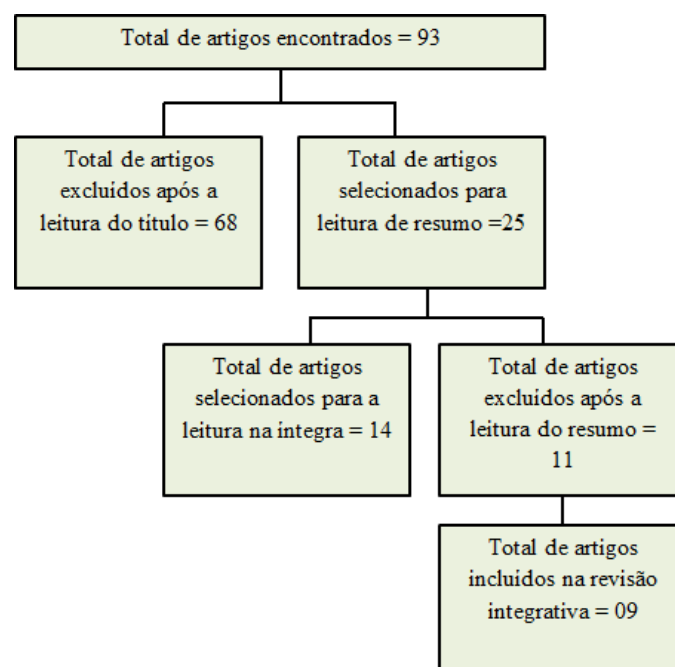 Total de artigos encontrados = 93
Total de artigos
excluídos após a
leitura do título = 68
Total de artigos
selecionados para
leitura de resumo =25
Total de artigos
selecionados para a
leitura na íntegra = 14
Total de artigos
excluídos após a
leitura do resumo =
11
Total de artigos
incluídos na revisão
integrativa = 09